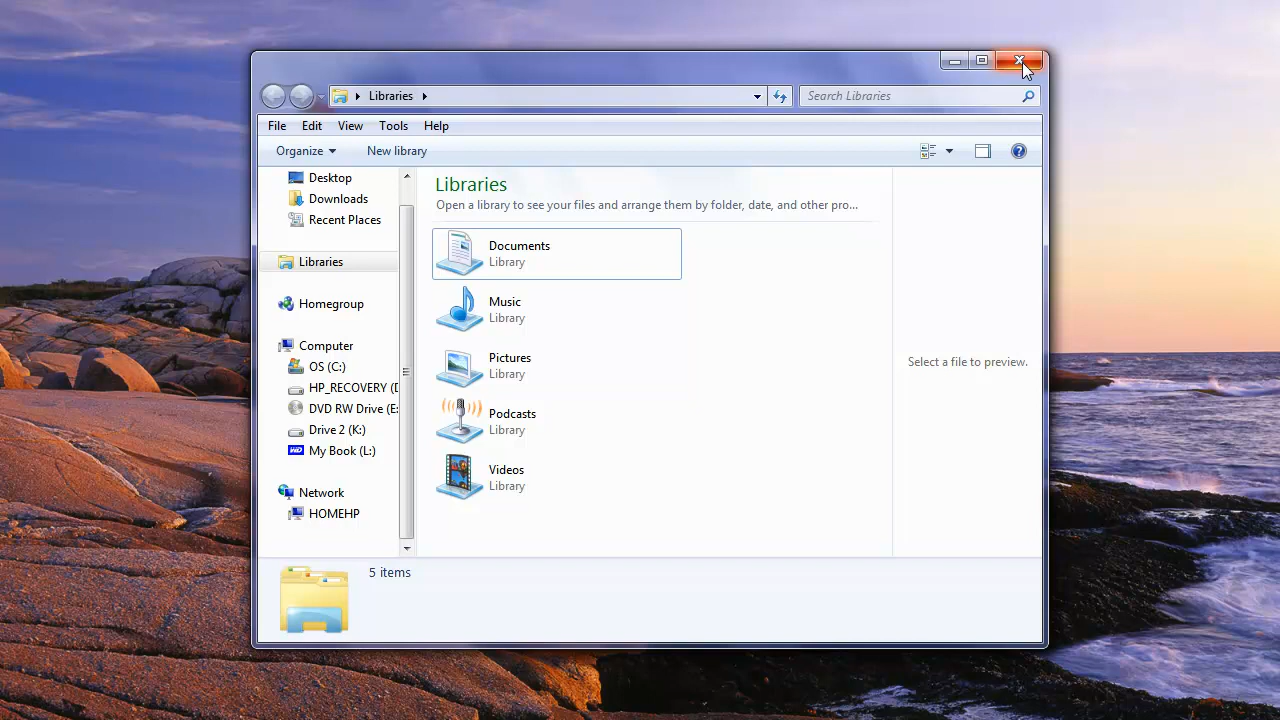 Libraries
Search Libraries
File Edit View Tools Help
Organize New library
Desktop
Downloads
Recent Places
Libraries
Homegroup
Computer
OS (C:)
HP_RECOVERY (D
DVD RW Drive (E:
Drive 2 (K:)
WD My Book (L:)
Network
HOMEHP
Libraries
Open a library to see your files and arrange them by folder, date, and other pro...
Documents
Library
Music
Library
Pictures
Library
Podcasts
Library
Videos
Library
Select a file to preview.
5 items